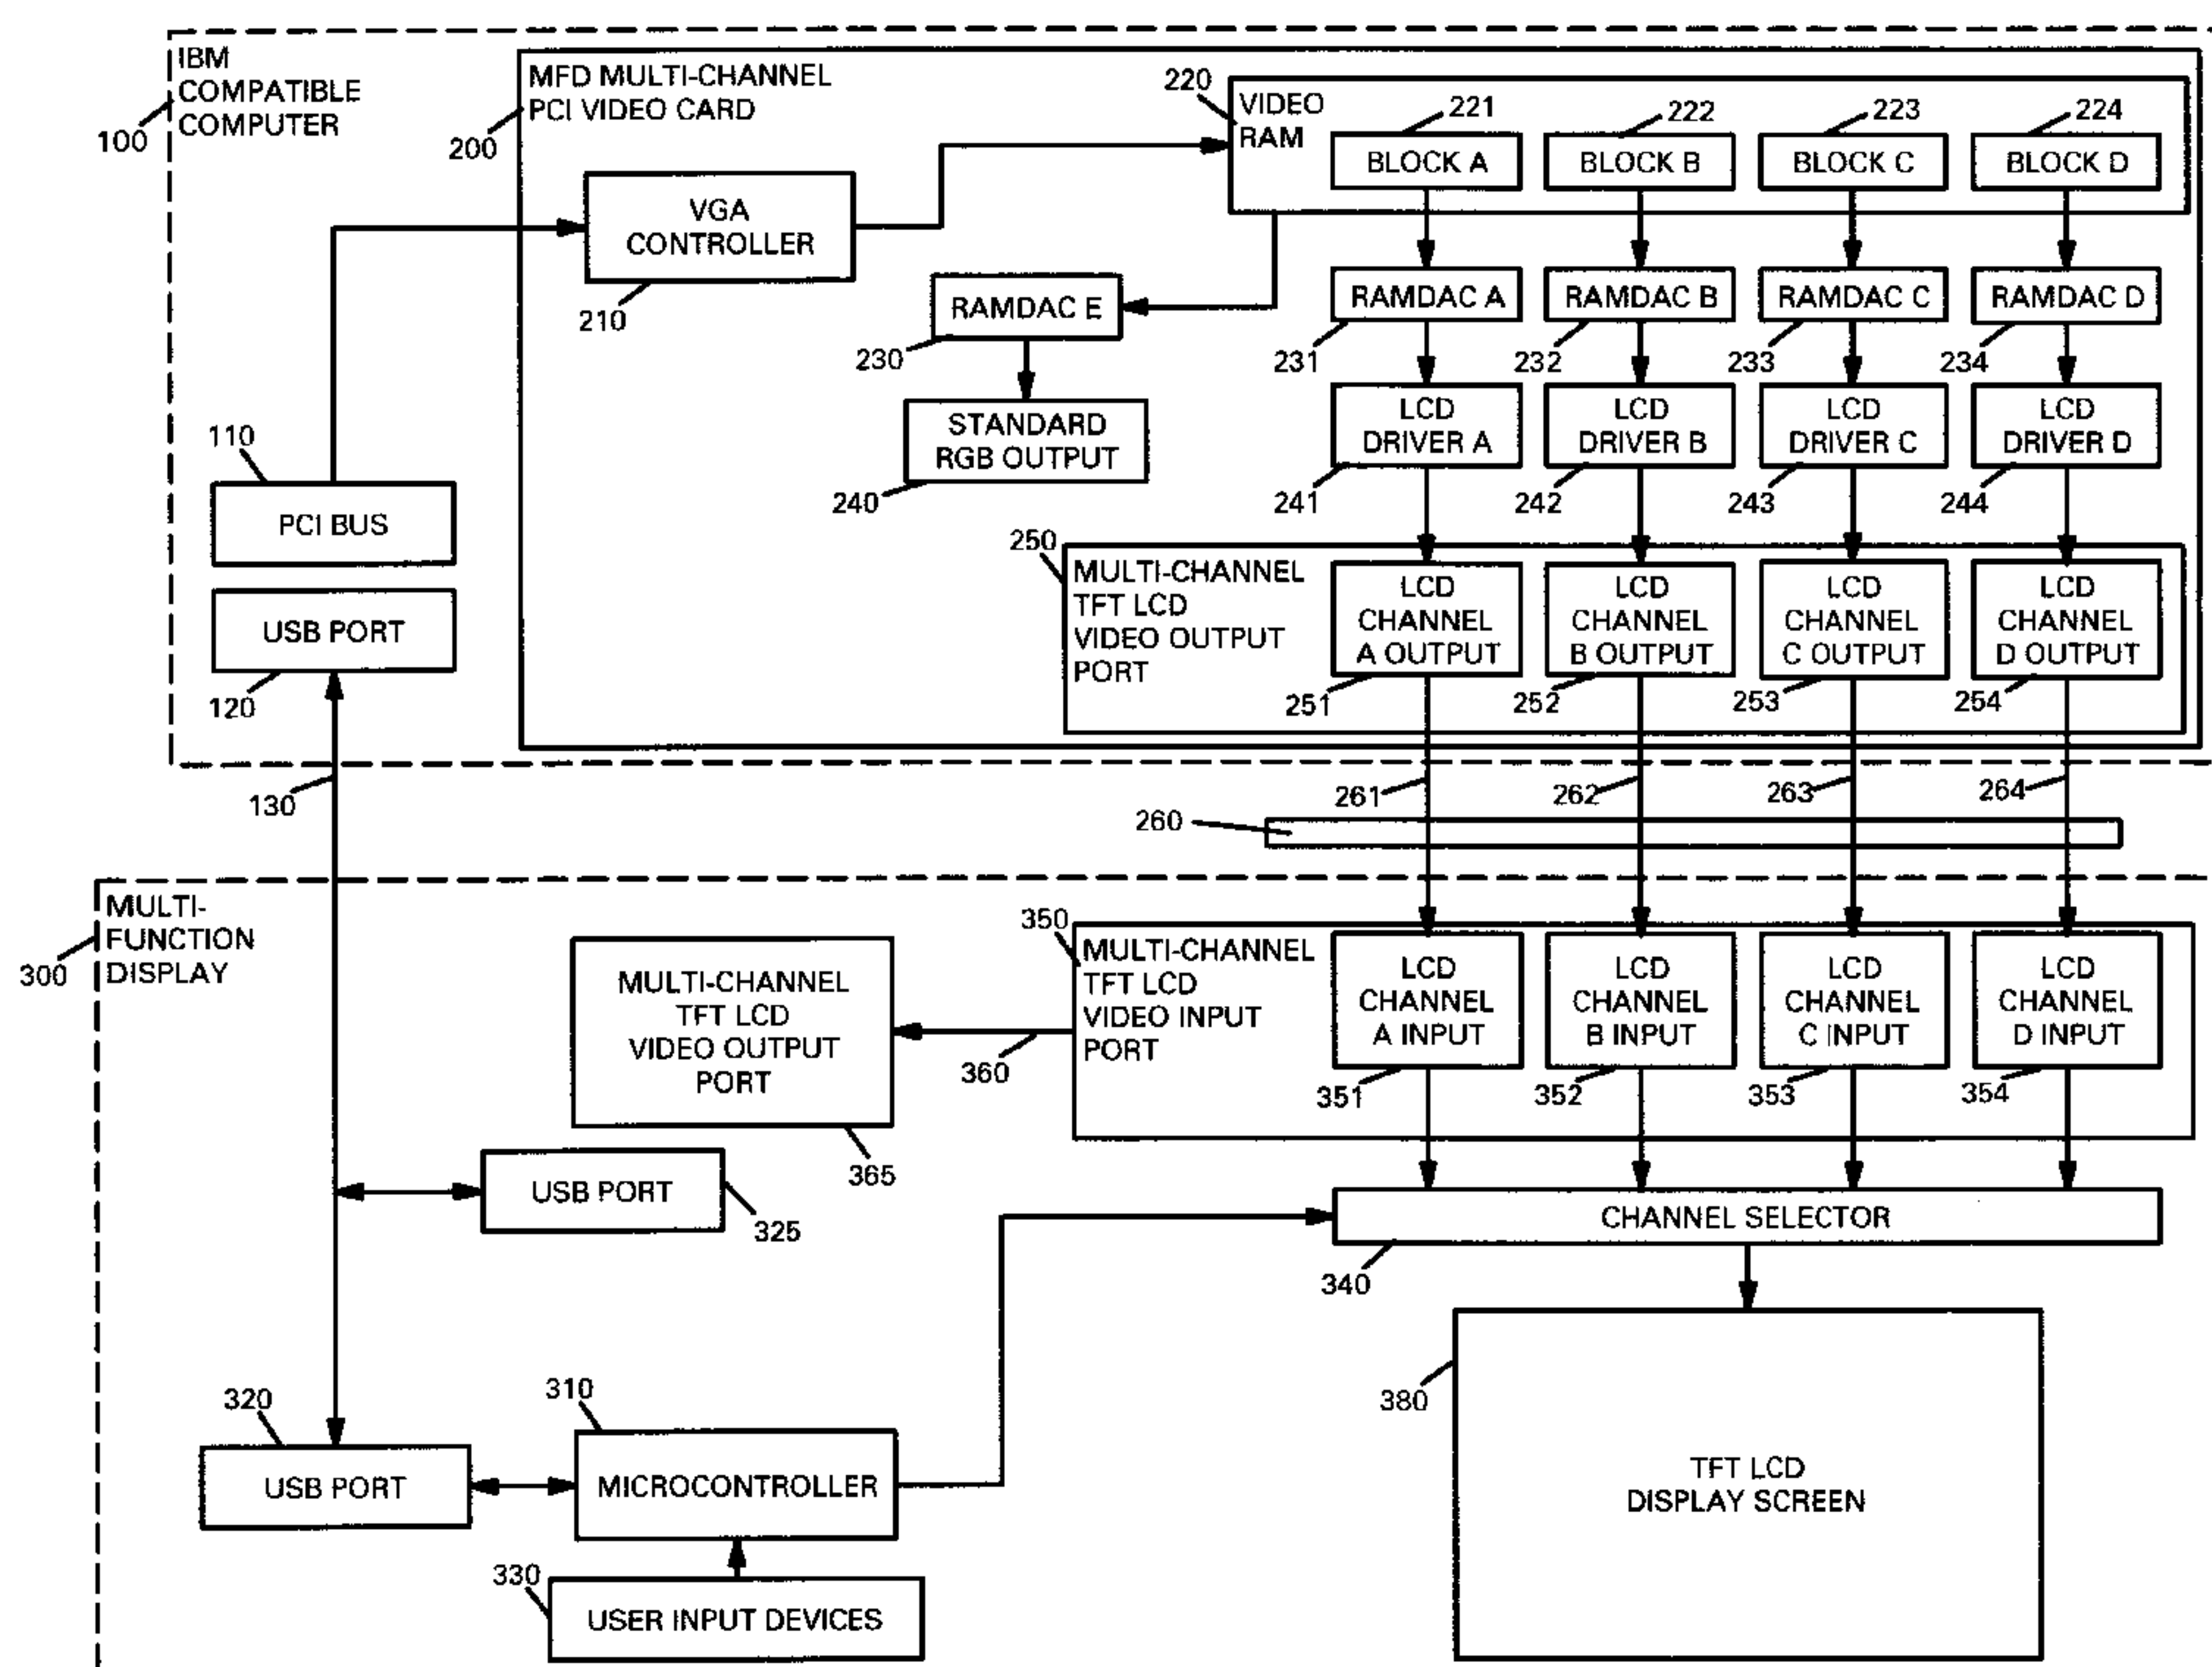 IBM
COMPATIBLE
COMPUTER
100
MFD MULTI-CHANNEL
PCI VIDEO CARD
200
220
VIDEO
RAM
221
222
223
224
BLOCK A
BLOCK B
BLOCK C
BLOCK D
VGA
CONTROLLER
210
RAMDAC E
230
RAMDAC A
RAMDAC B
RAMDAC C
RAMDAC D
231
232
233
234
STANDARD
RGB OUTPUT
240
LCD
DRIVER A
LCD
DRIVER B
LCD
DRIVER C
LCD
DRIVER D
241
242
243
244
110
PCI BUS
USB PORT
120
250
MULTI-CHANNEL
TFT LCD
VIDEO OUTPUT
PORT
LCD
CHANNEL
A OUTPUT
LCD
CHANNEL
B OUTPUT
LCD
CHANNEL
C OUTPUT
LCD
CHANNEL
D OUTPUT
251
252
253
254
130
261
262
263
264
260
MULTI-
FUNCTION
DISPLAY
300
350
MULTI-CHANNEL
TFT LCD
VIDEO INPUT
PORT
LCD
CHANNEL
A INPUT
LCD
CHANNEL
B INPUT
LCD
CHANNEL
C INPUT
LCD
CHANNEL
D INPUT
351
352
353
354
MULTI-CHANNEL
TFT LCD
VIDEO OUTPUT
PORT
360
365
USB PORT
325
CHANNEL SELECTOR
340
320
USB PORT
310
MICROCONTROLLER
330
USER INPUT DEVICES
380
TFT LCD
DISPLAY SCREEN